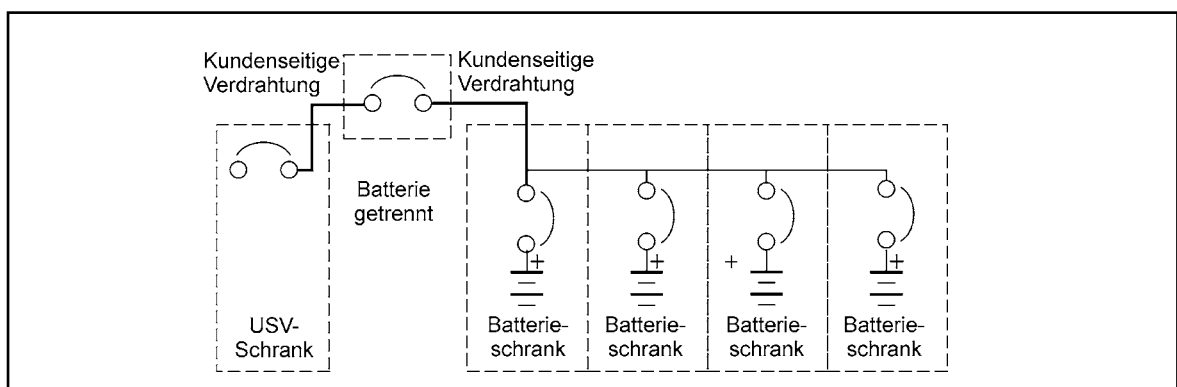 Kundenseitige
Verdrahtung
Kundenseitige
Verdrahtung
Batterie
getrennt
+
+
+
+
USV-
Schrank
Batterie-
schrank
Batterie-
schrank
Batterie-
schrank
Batterie-
schrank